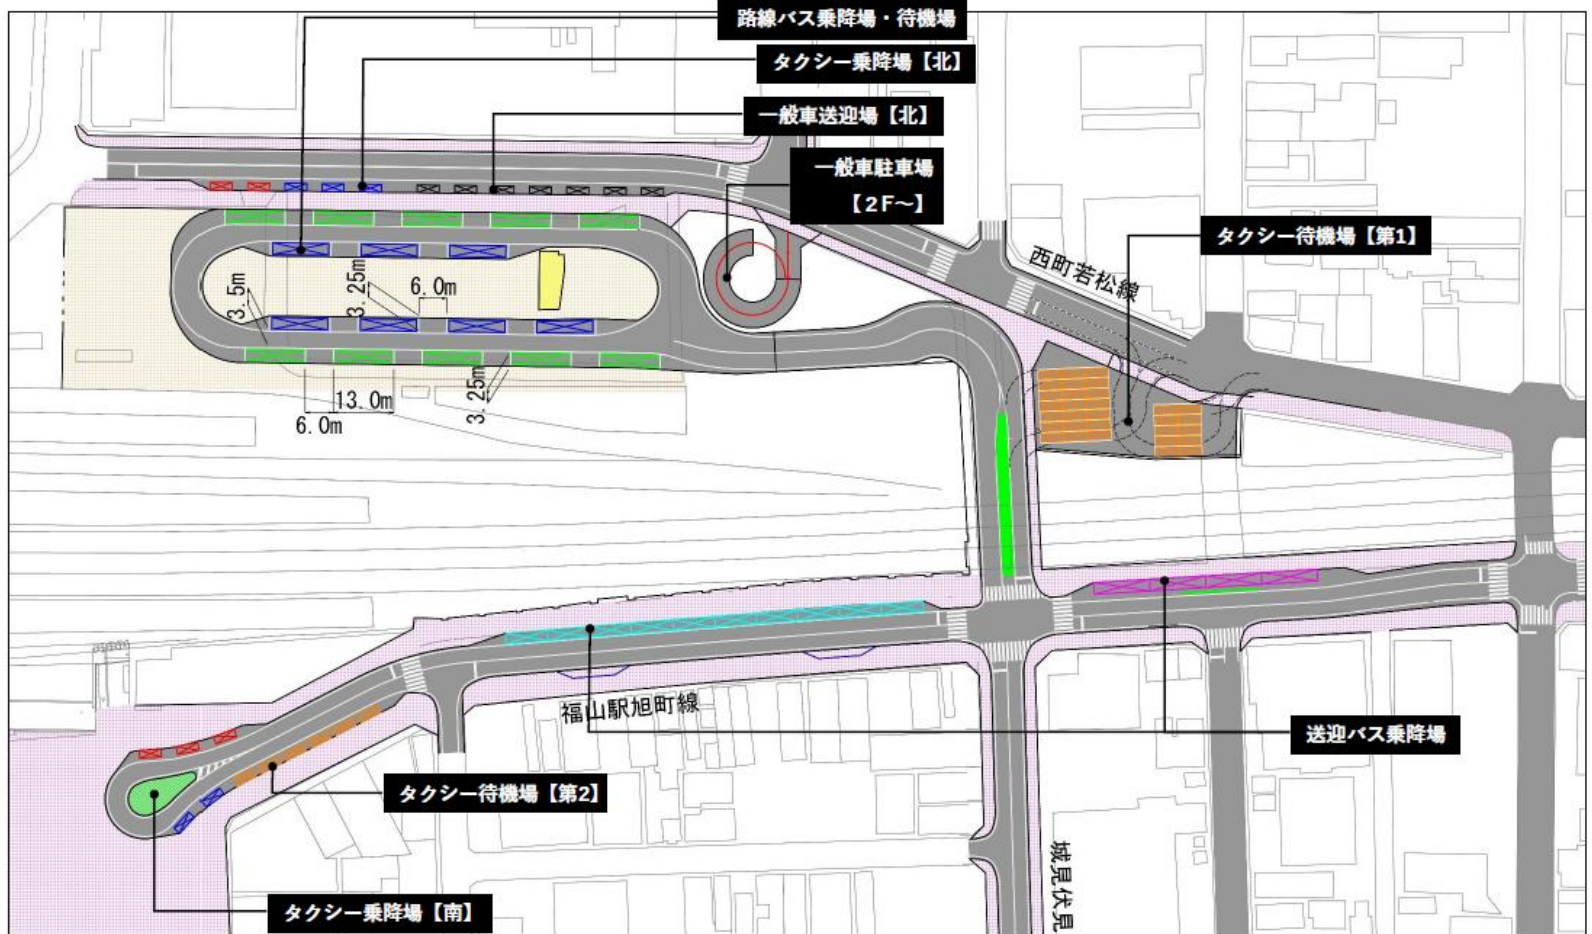 路線バス乗降場・待機場
タクシー乗降場【北】
一般車送迎場【北】
一般車駐車場
【2F～】
タクシー待機場【第1】
西町若松線
3.5m
3.25m
6.0m
13.0m
6.0m
3.25m
福山駅旭町線
送迎バス乗降場
タクシー待機場【第2】
城見伏見
タクシー乗降場【南】